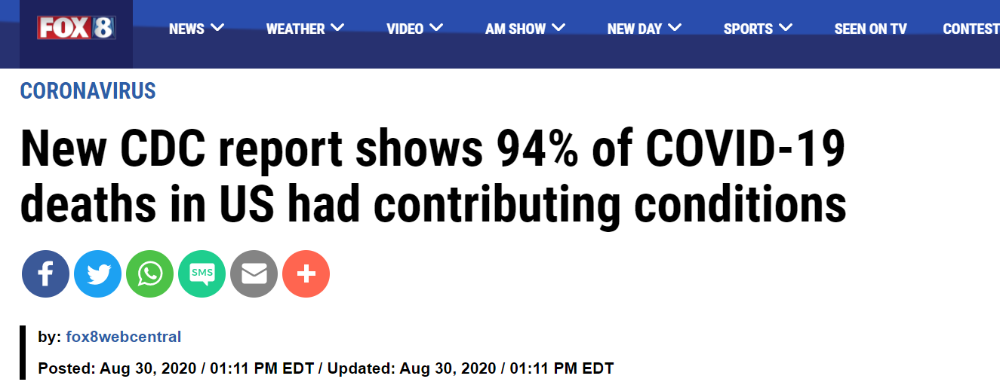 FOX 8 NEWS WEATHER VIDEO AM SHOW NEW DAY SPORTS SEEN ON TV CONTEST
CORONAVIRUS
New CDC report shows 94% of COVID-19
deaths in US had contributing conditions
SMS
by: fox8webcentral
Posted: Aug 30, 2020 / 01:11 PM EDT / Updated: Aug 30, 2020 / 01:11 PM EDT